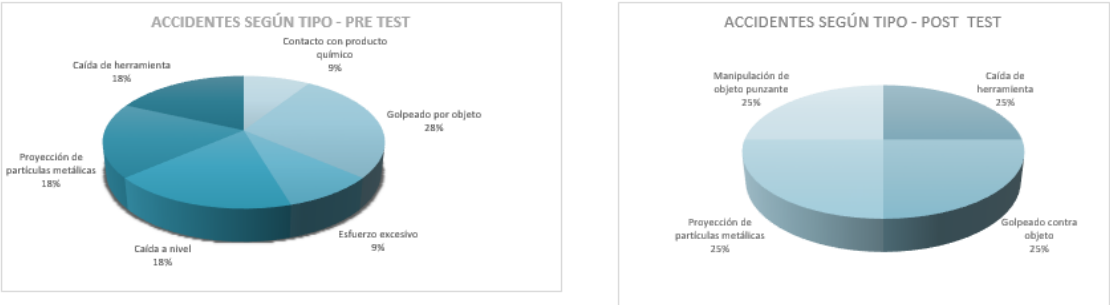 ACCIDENTES SEGÚN TIPO - PRE TEST
Contacto con producto
químico
9%
Caída de herramienta
18%
Golpeado por objeto
28%
Proyección de
partículas metálicas
18%
Esfuerzo excesivo
9%
Caída a nivel
18%
ACCIDENTES SEGÚN TIPO - POST TEST
Manipulación de
objeto punzante
25%
Caída de
herramienta
25%
Proyección de
partículas metálicas
25%
Golpeado contra
objeto
25%